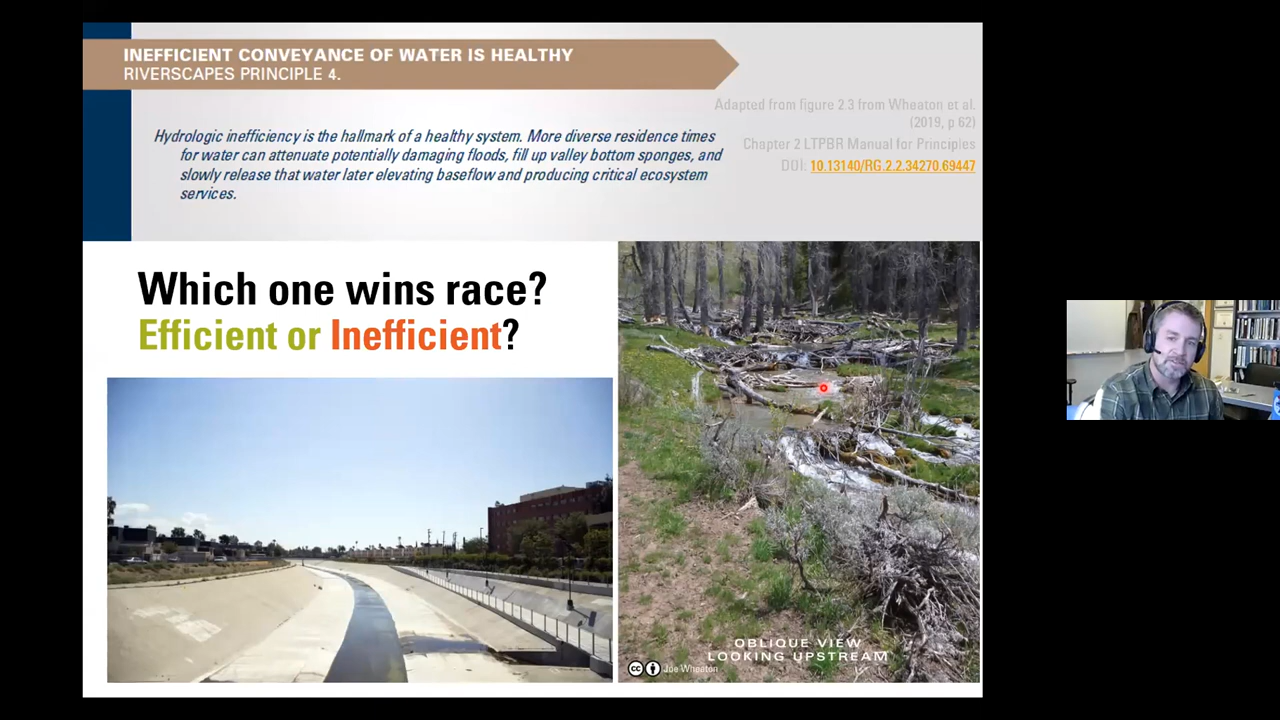 INEFFICIENT CONVEYANCE OF WATER IS HEALTHY
RIVERSCAPES PRINCIPLE 4.
Adapted from figure 2.3 from Wheaton et al.
(2019, p 62)
Chapter 2 LTPBR Manual for Principles
DOI: 10.13140/RG.2.2.34270.69447
Hydrologic inefficiency is the hallmark of a healthy system. More diverse residence times
for water can attenuate potentially damaging floods, fill up valley bottom sponges, and
slowly release that water later elevating baseflow and producing critical ecosystem
services.
Which one wins race?
Efficient or Inefficient?
OBLIQUE VIEW
LOOKING UPSTREAM
cc Joe Wheaton